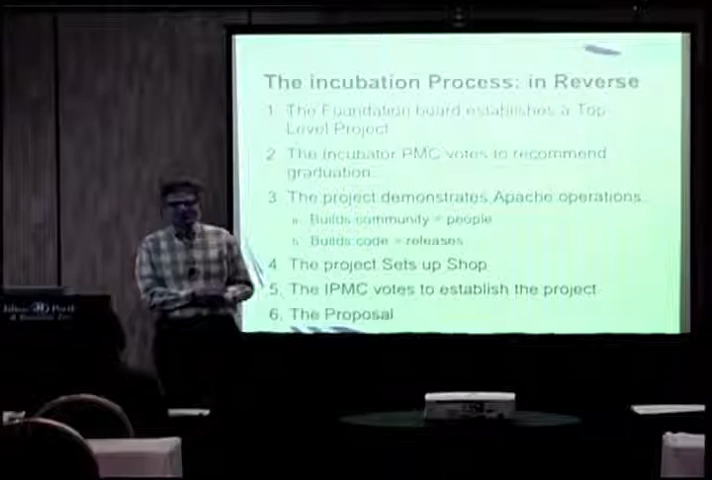 The incubation Process: in Reverse
1. The Foundation board establishes a Top
Level Project
2. The Incubator PMC votes to recommend
graduation.
3. The project demonstrates Apache operations.
a. Builds community = people
b. Builds code = releases
4. The project Sets up Shop
5. The IPMC votes to establish the project
6. The Proposal
Hilton